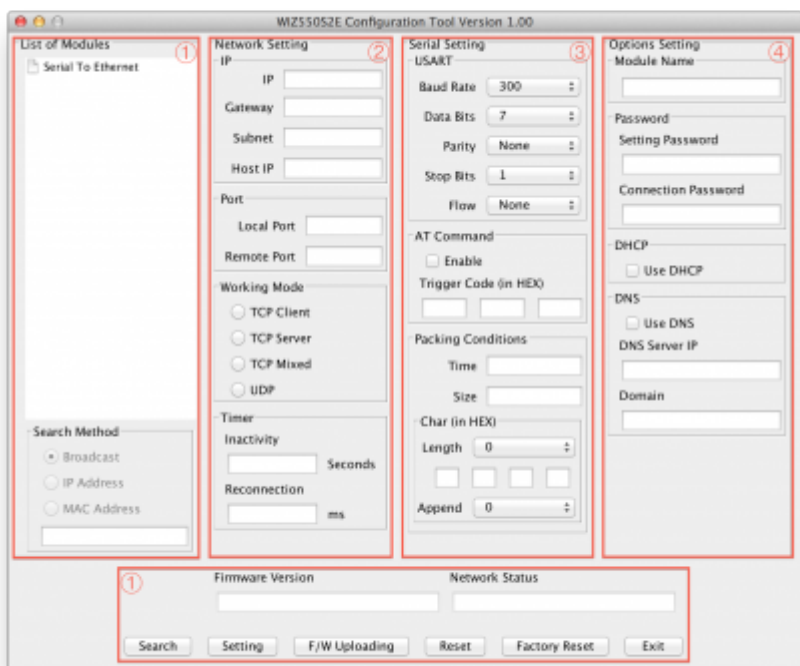 WIZ550S2E Configuration Tool Version 1.00
List of Modules
①
Serial To Ethernet
Search Method
Broadcast
IP Address
MAC Address
Network Setting
②
IP
IP
Gateway
Subnet
Host IP
Port
Local Port
Remote Port
Working Mode
TCP Client
TCP Server
TCP Mixed
UDP
Timer
Inactivity
Seconds
Reconnection
ms
Serial Setting
③
USART
Baud Rate 300
Data Bits 7
Parity None
Stop Bits 1
Flow None
AT Command
Enable
Trigger Code (in HEX)
Packing Conditions
Time
Size
Char (in HEX)
Length 0
Append 0
Options Setting
④
Module Name
Password
Setting Password
Connection Password
DHCP
Use DHCP
DNS
Use DNS
DNS Server IP
Domain
①
Firmware Version Network Status
Search Setting F/W Uploading Reset Factory Reset Exit